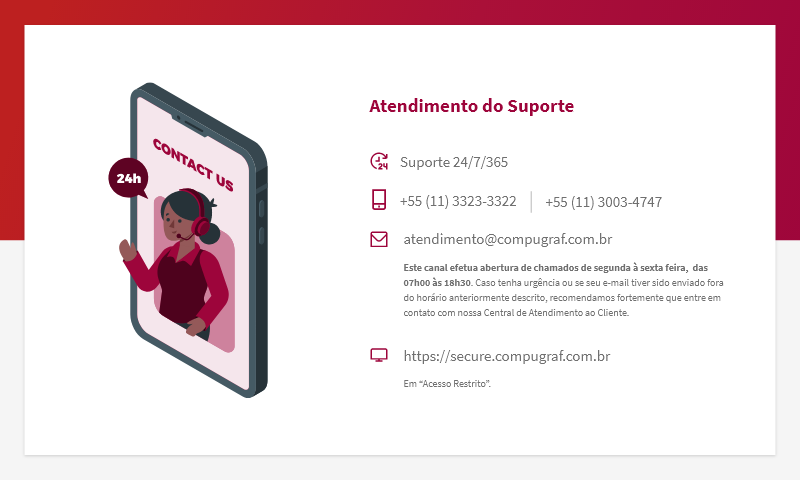 CONTACT US
24h
Atendimento do Suporte
24
Suporte 24/7/365
+55 (11) 3323-3322 | +55 (11) 3003-4747
atendimento@compugraf.com.br
Este canal efetua abertura de chamados de segunda à sexta feira, das
07h00 às 18h30. Caso tenha urgência ou se seu e-mail tiver sido enviado fora
do horário anteriormente descrito, recomendamos fortemente que entre em
contato com nossa Central de Atendimento ao Cliente.
https://secure.compugraf.com.br
Em “Acesso Restrito”.